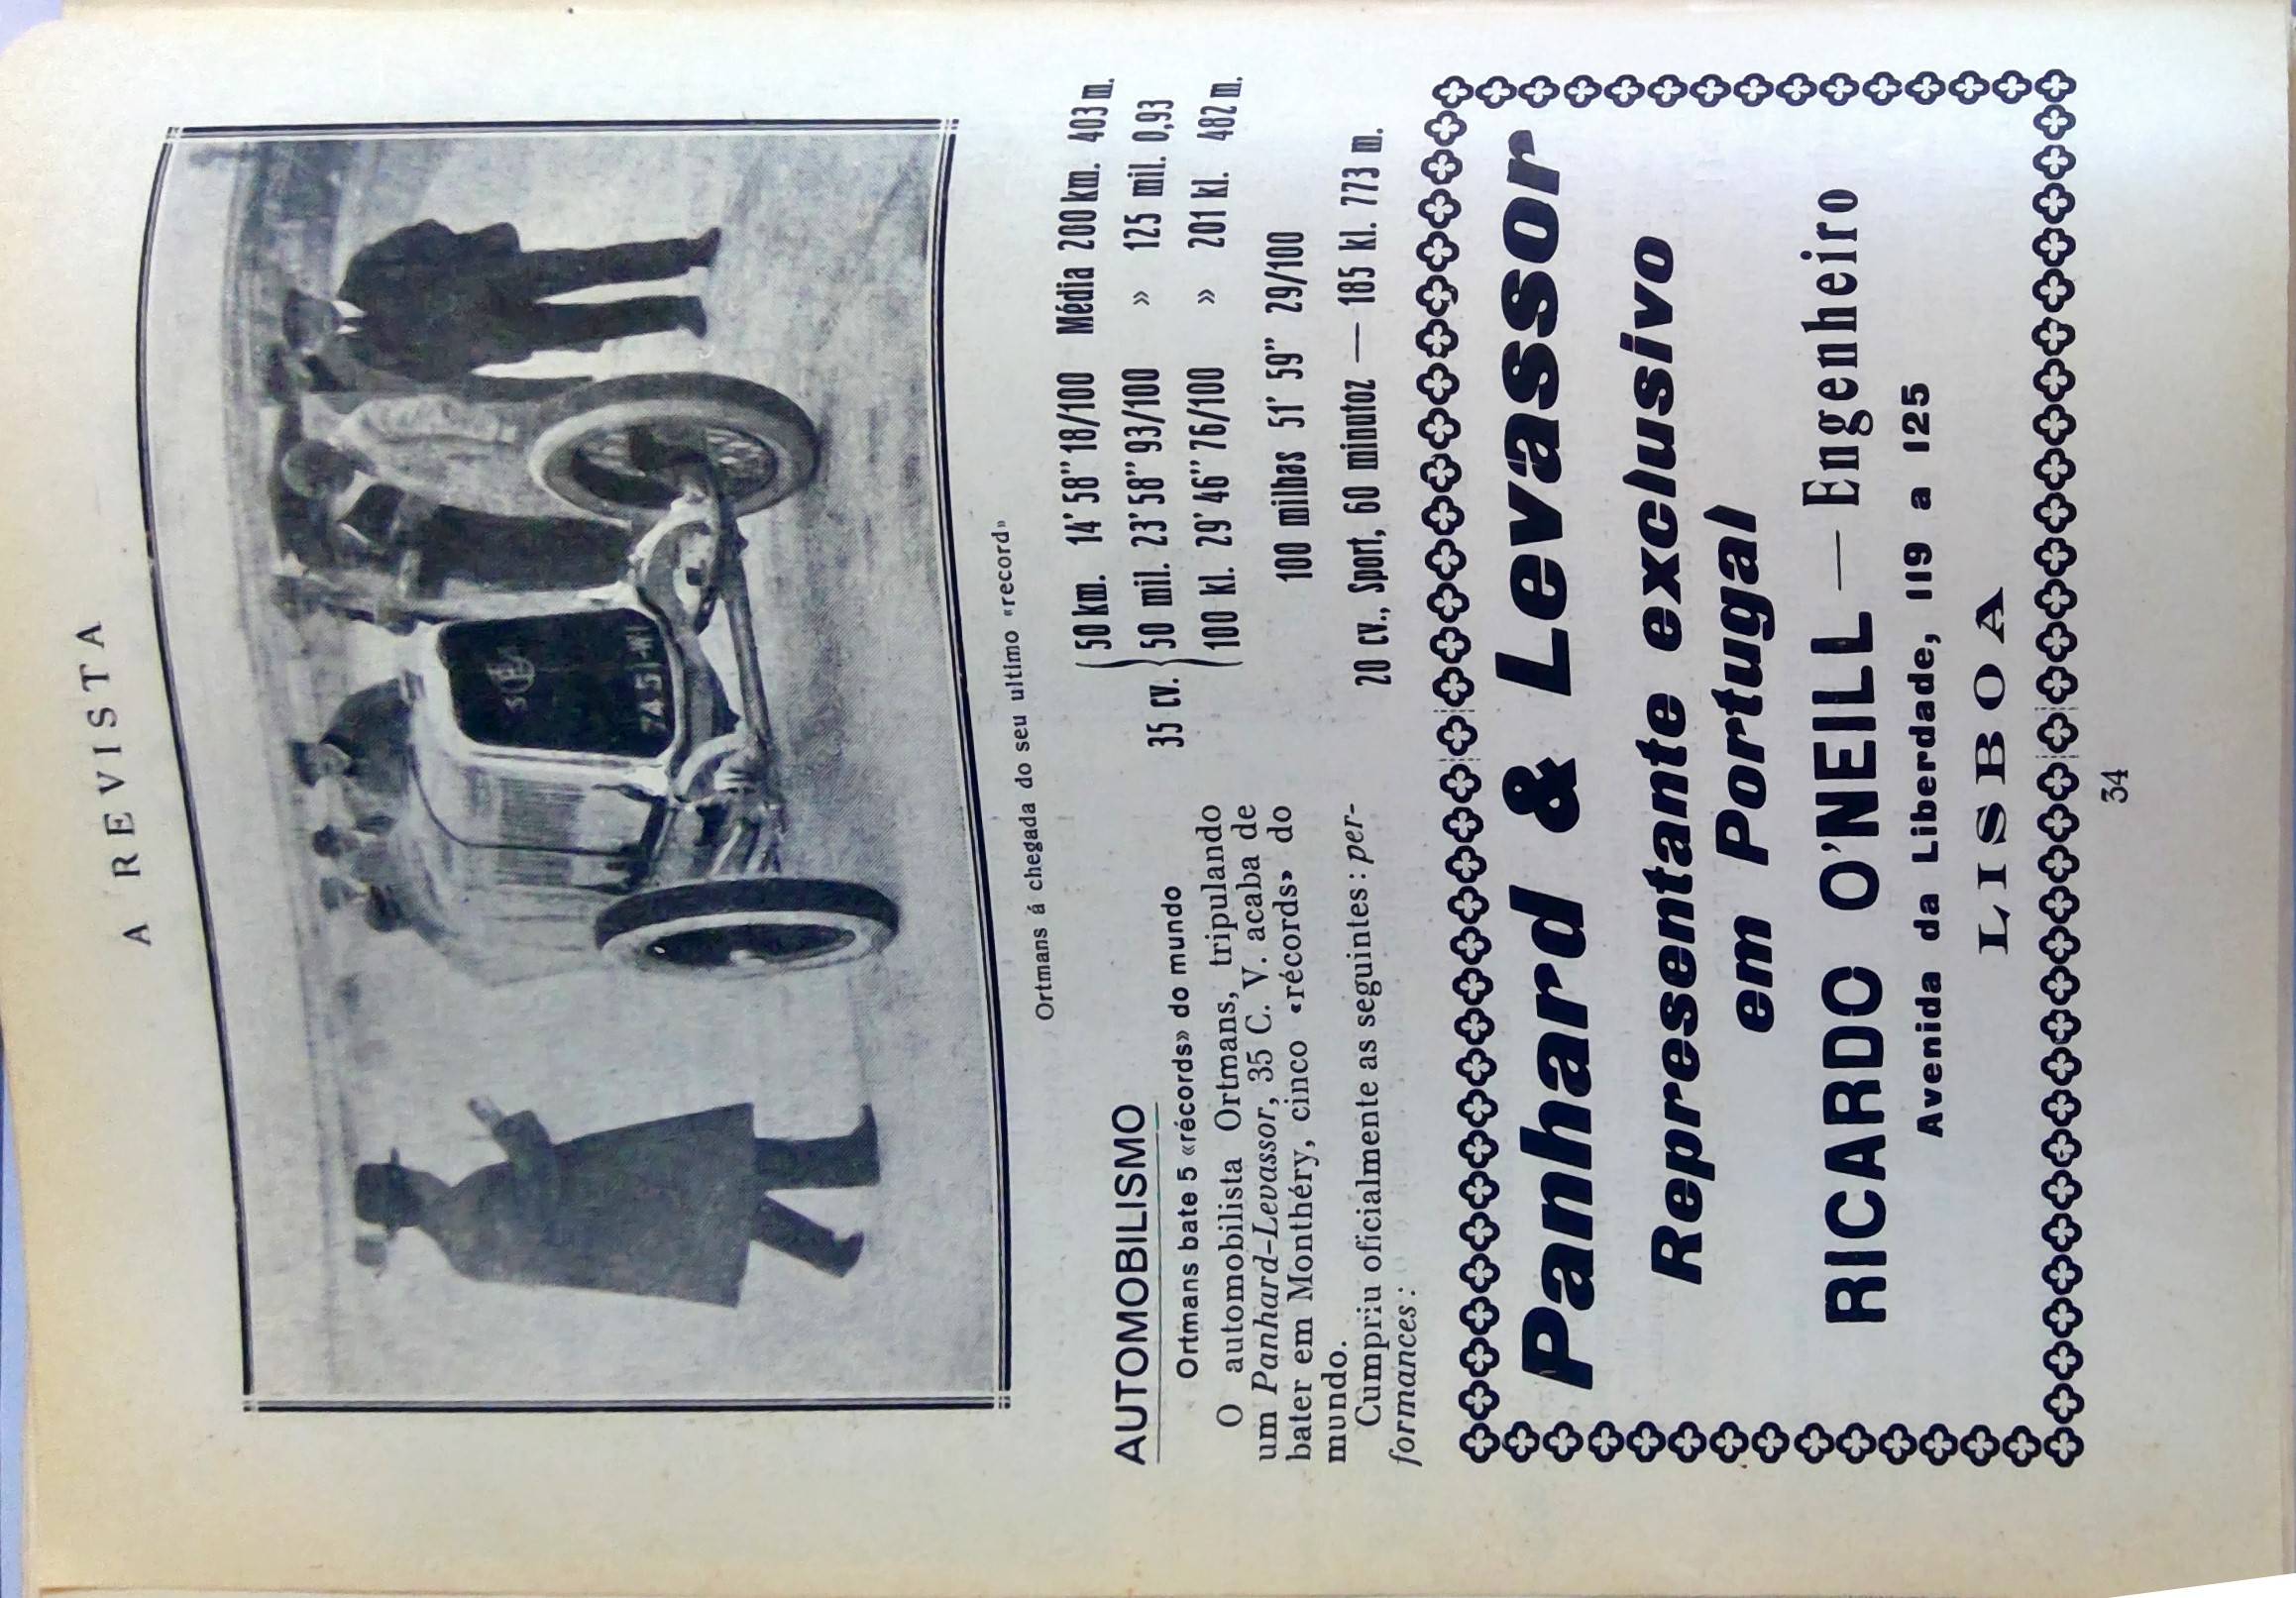 A REVISTA
Ortmans á chegada do seu ultimo «record»
AUTOMOBILISMO
Ortmans bate 5 «récords» do mundo
O automobilista Ortmans, tripulando
um Panhard-Levassor, 35 C. V. acaba de
bater em Monthéry, cinco «récords» do
mundo.
Cumpriu oficialmente as seguintes: per-
formances:
35 cv.
50 km. 14' 58" 18/100 Média 200 km. 403 m.
50 mil. 23' 58" 93/100 » 125 mil. 0,93
100 kl. 29' 46" 76/100 » 201 kl. 482 m.
100 milhas 51' 59" 29/100
20 cv., Sport, 60 minutoz — 185 kl. 773 m.
Panhard & Levassor
Representante exclusivo
em Portugal
RICARDO O'NEILL — Engenheiro
Avenida da Liberdade, 119 a 125
LISBOA
34